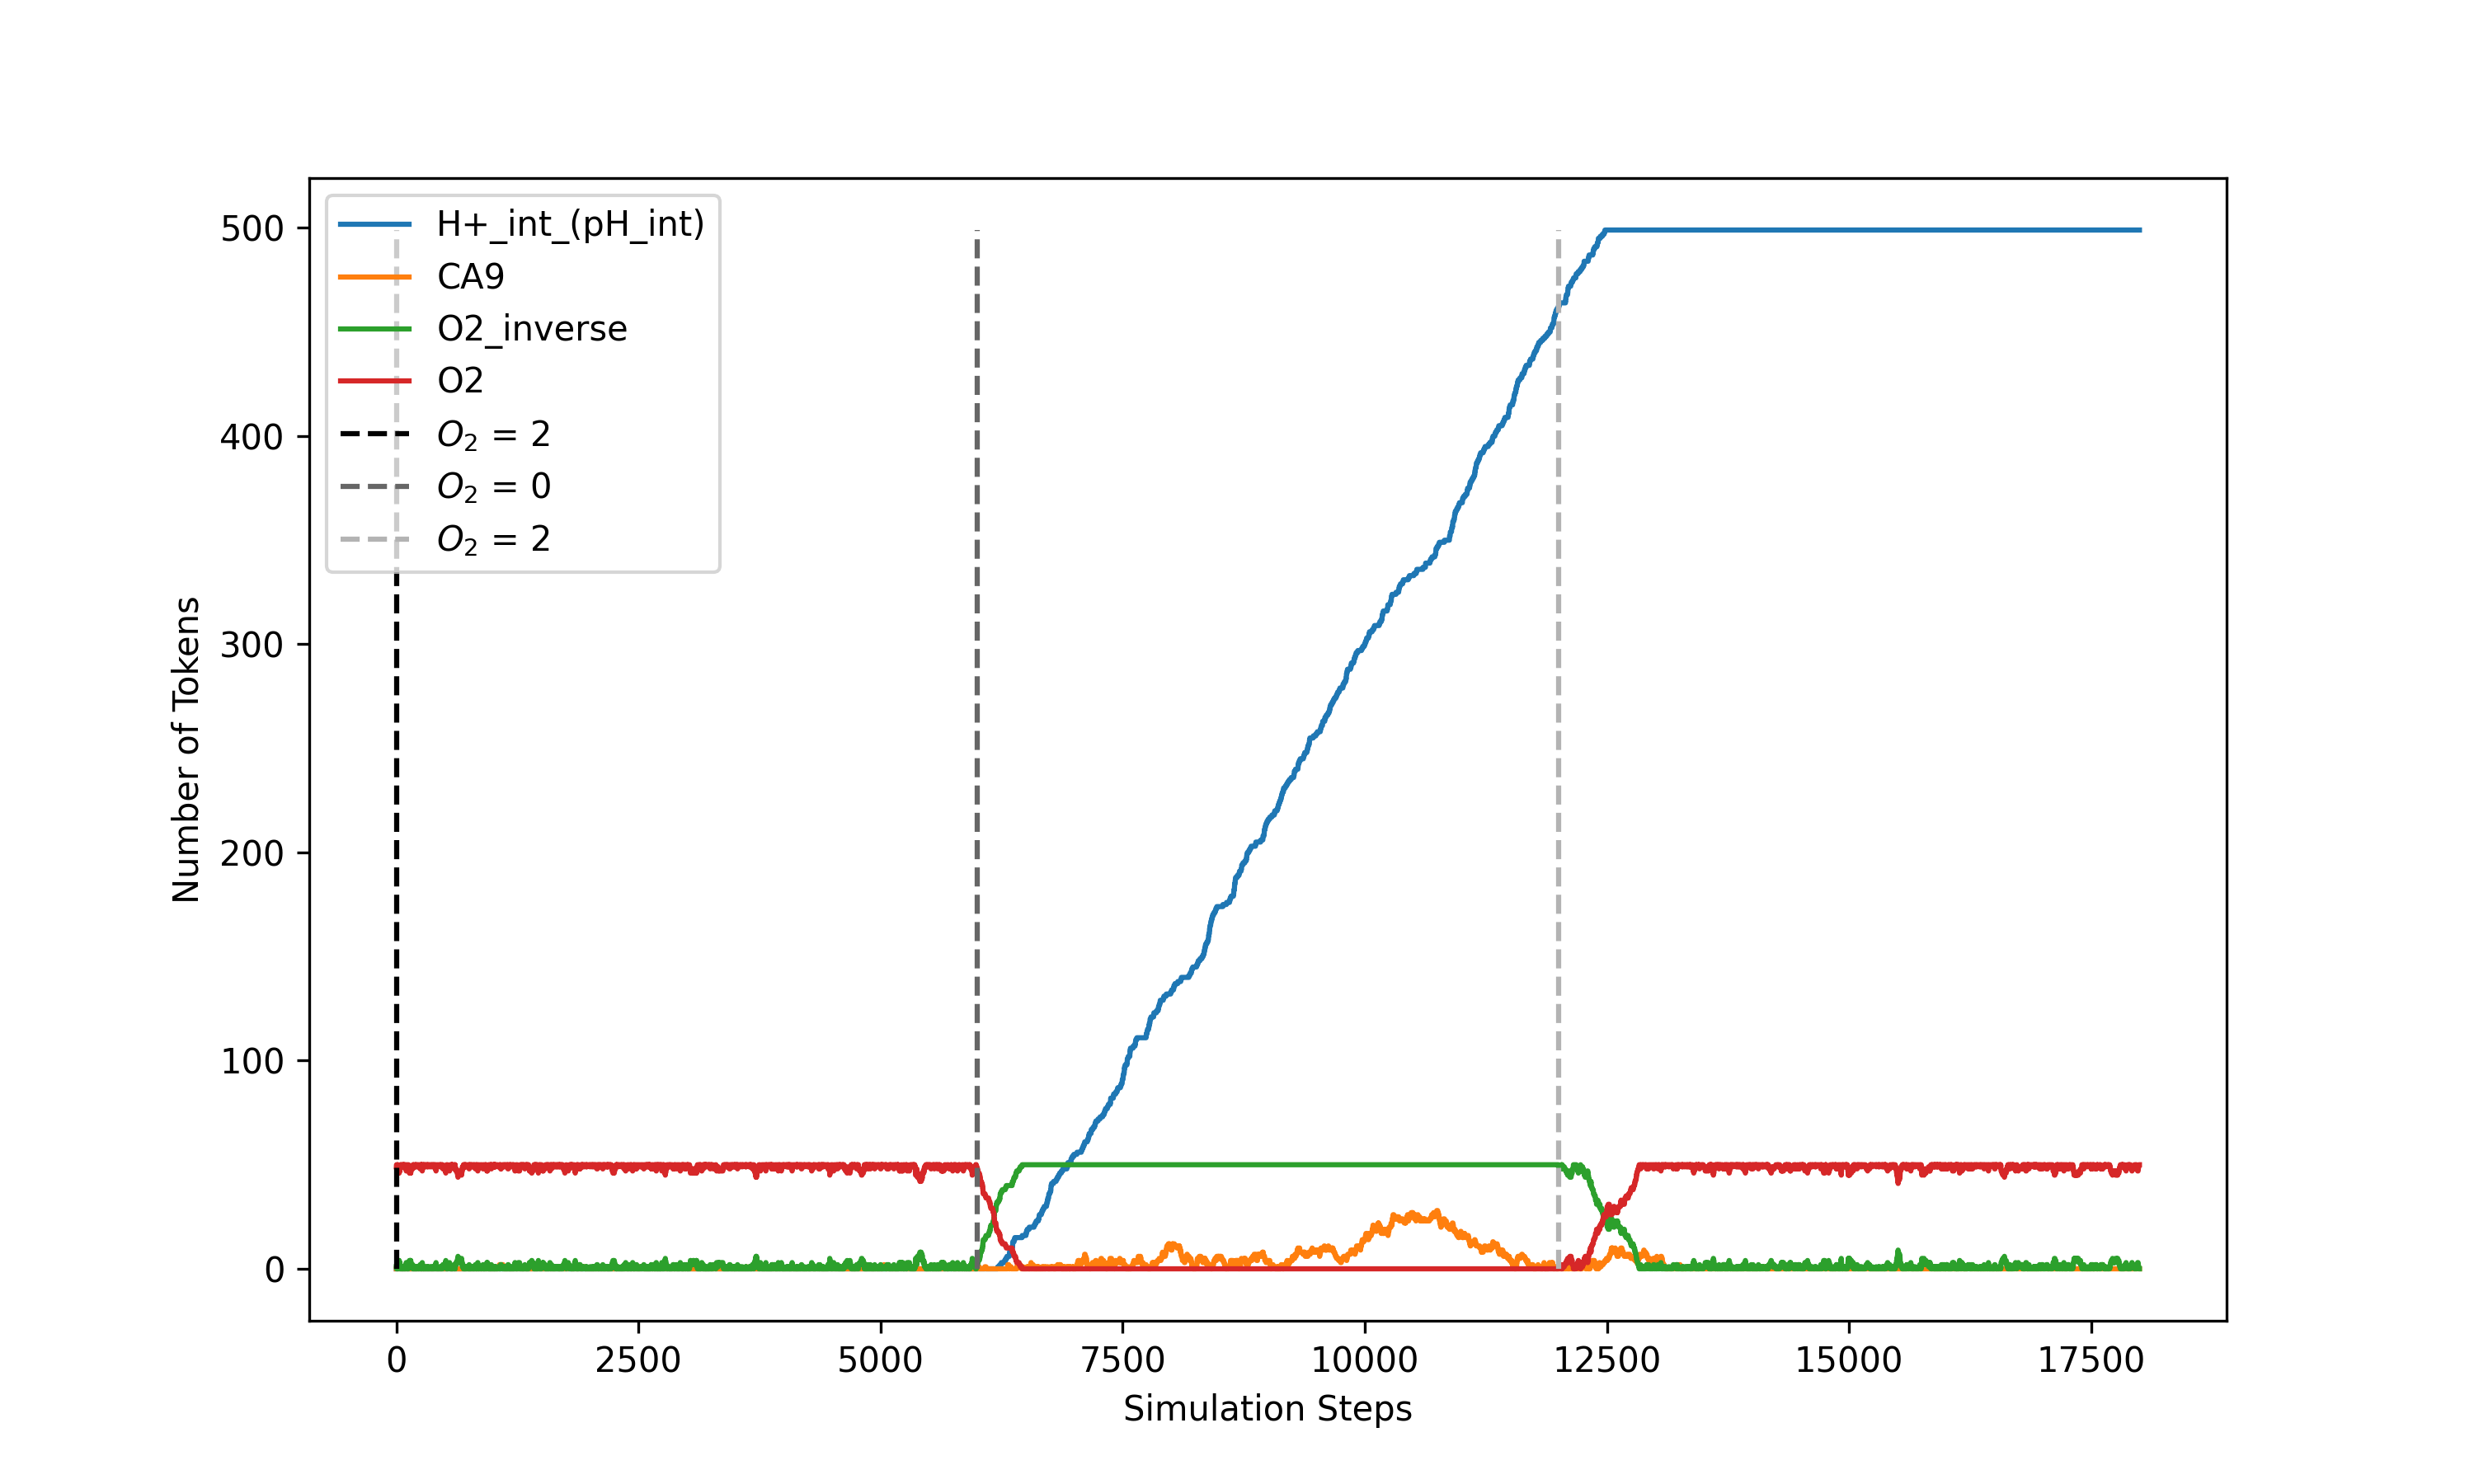 H+_int_(pH_int)
CA9
O2_inverse
O2
O₂ = 2
O₂ = 0
O₂ = 2
500
400
300
200
100
0
Number of Tokens
0 2500 5000 7500 10000 12500 15000 17500
Simulation Steps